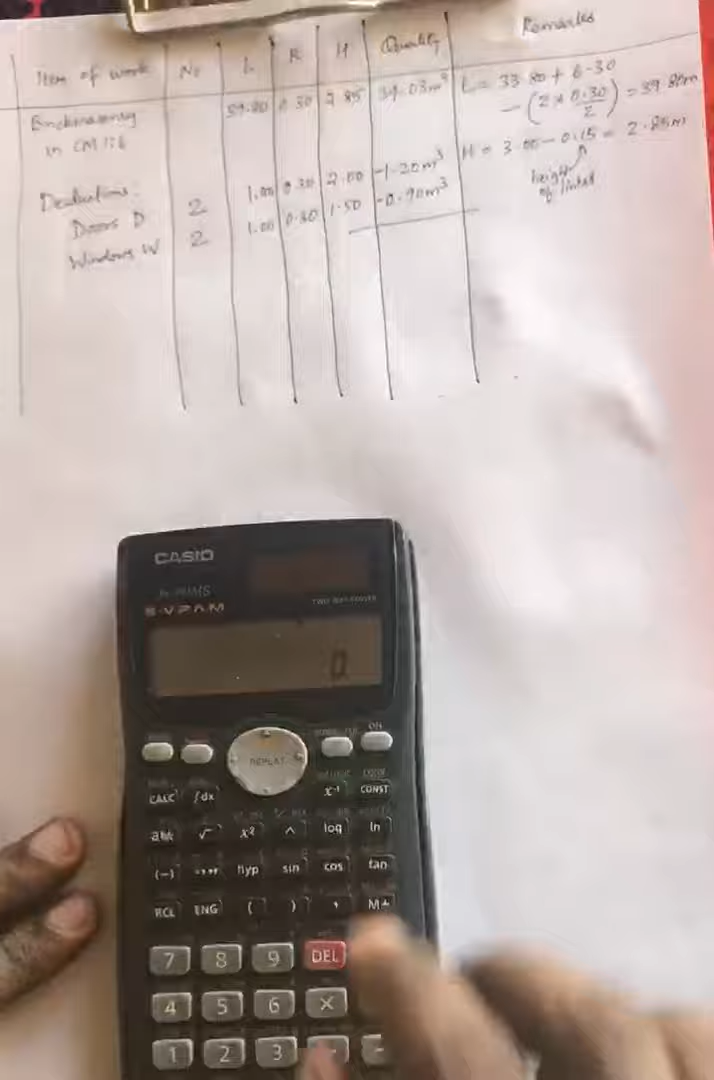 Item of work No L B H Quantity Remarks
Brickmasonry in CM 1:6 39.80 0.30 2.85 34.03m³ L = 33.80 + 6.30
- (2 × 0.30/2) = 39.80m
H = 3.00 - 0.15 = 2.85m
height of lintel
Deductions:
Doors D 2 1.00 0.30 2.00 -1.20m³
Windows W 2 1.00 0.30 1.50 -0.90m³
CASIO
S-V.P.A.M.
TWO WAY POWER
0.
REPLAY
ON
CALC ∫dx x⁻¹ CONST
ab/c √ x² ^ log ln
(-) °,,, hyp sin cos tan
RCL ENG ( ) , M+
7 8 9 DEL
4 5 6 ×
1 2 3 + -